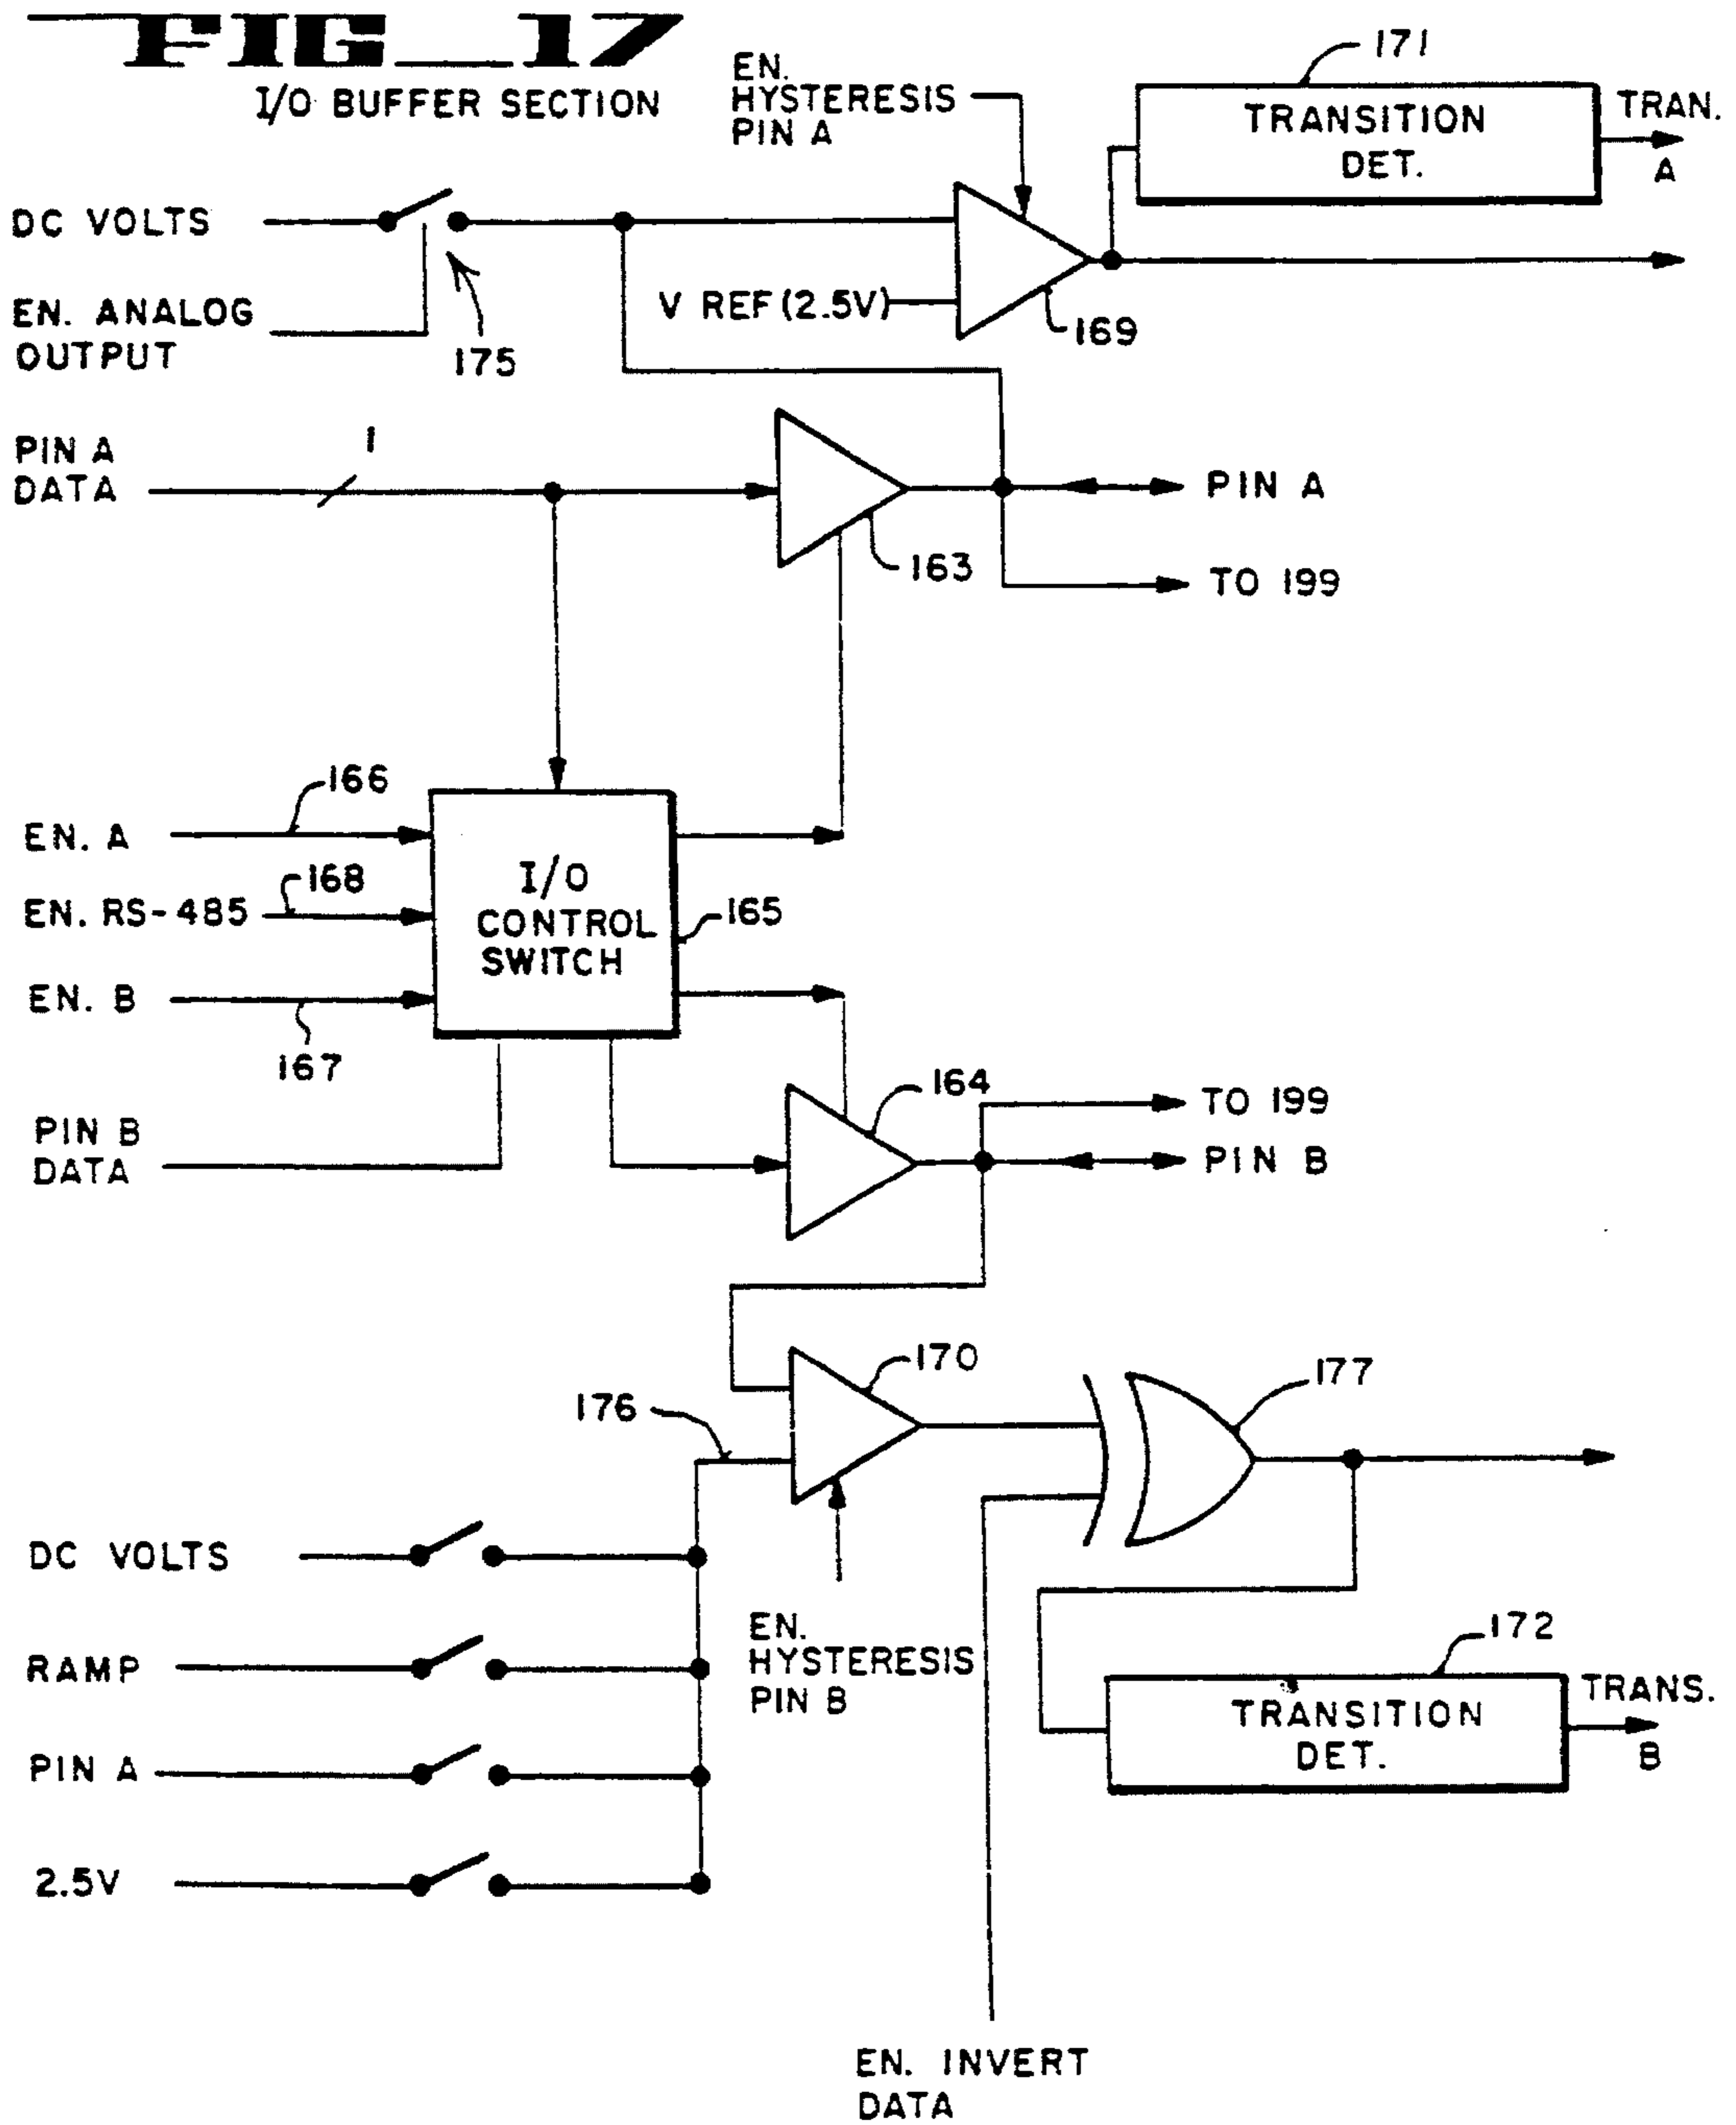 FIG_17
I/O BUFFER SECTION
EN.
HYSTERESIS
PIN A
171
TRANSITION
DET.
TRAN.
A
DC VOLTS
EN. ANALOG
OUTPUT
175
V REF (2.5V)
169
PIN A
DATA
1
163
PIN A
TO 199
166
EN. A
168
EN. RS-485
I/O
CONTROL
SWITCH
165
EN. B
167
PIN B
DATA
164
TO 199
PIN B
170
177
176
DC VOLTS
RAMP
PIN A
2.5V
EN.
HYSTERESIS
PIN B
172
TRANSITION
DET.
TRANS.
B
EN. INVERT
DATA